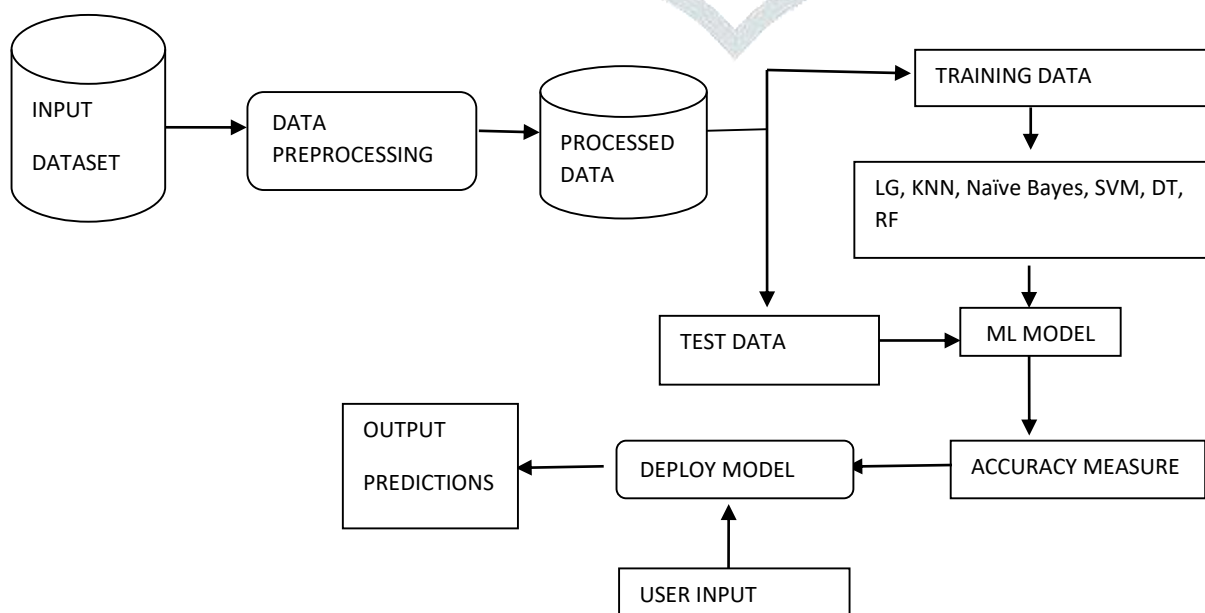 INPUT
DATASET
DATA
PREPROCESSING
PROCESSED
DATA
TRAINING DATA
LG, KNN, Naïve Bayes, SVM, DT,
RF
TEST DATA
ML MODEL
OUTPUT
PREDICTIONS
DEPLOY MODEL
ACCURACY MEASURE
USER INPUT